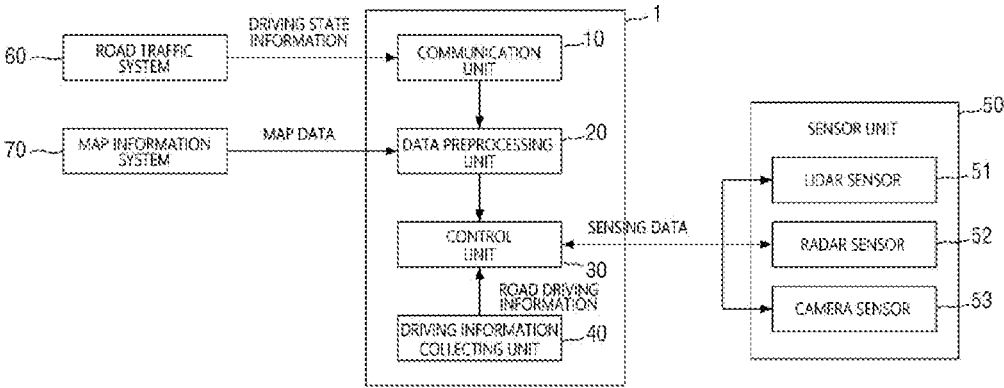 1
DRIVING STATE
INFORMATION
60
ROAD TRAFFIC
SYSTEM
10
COMMUNICATION
UNIT
70
MAP INFORMATION
SYSTEM
MAP DATA
20
DATA PREPROCESSING
UNIT
CONTROL
UNIT
30
SENSING DATA
ROAD DRIVING
INFORMATION
DRIVING INFORMATION
COLLECTING UNIT
40
50
SENSOR UNIT
LIDAR SENSOR
51
RADAR SENSOR
52
CAMERA SENSOR
53